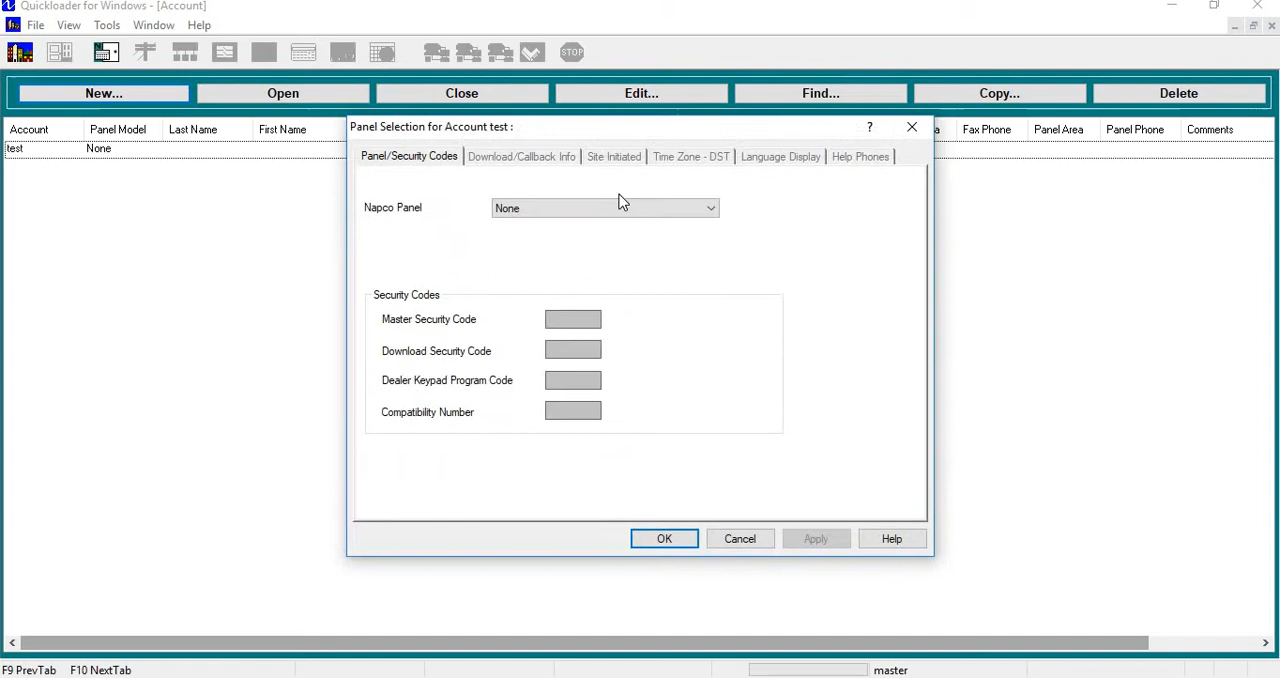 Quickloader for Windows - [Account]
File View Tools Window Help
STOP
New... Open Close Edit... Find... Copy... Delete
Account Panel Model Last Name First Name a Fax Phone Panel Area Panel Phone Comments
test None
Panel Selection for Account test :
?
Panel/Security Codes Download/Callback Info Site Initiated Time Zone - DST Language Display Help Phones
Napco Panel None
Security Codes
Master Security Code
Download Security Code
Dealer Keypad Program Code
Compatibility Number
OK Cancel Apply Help
F9 PrevTab F10 NextTab master